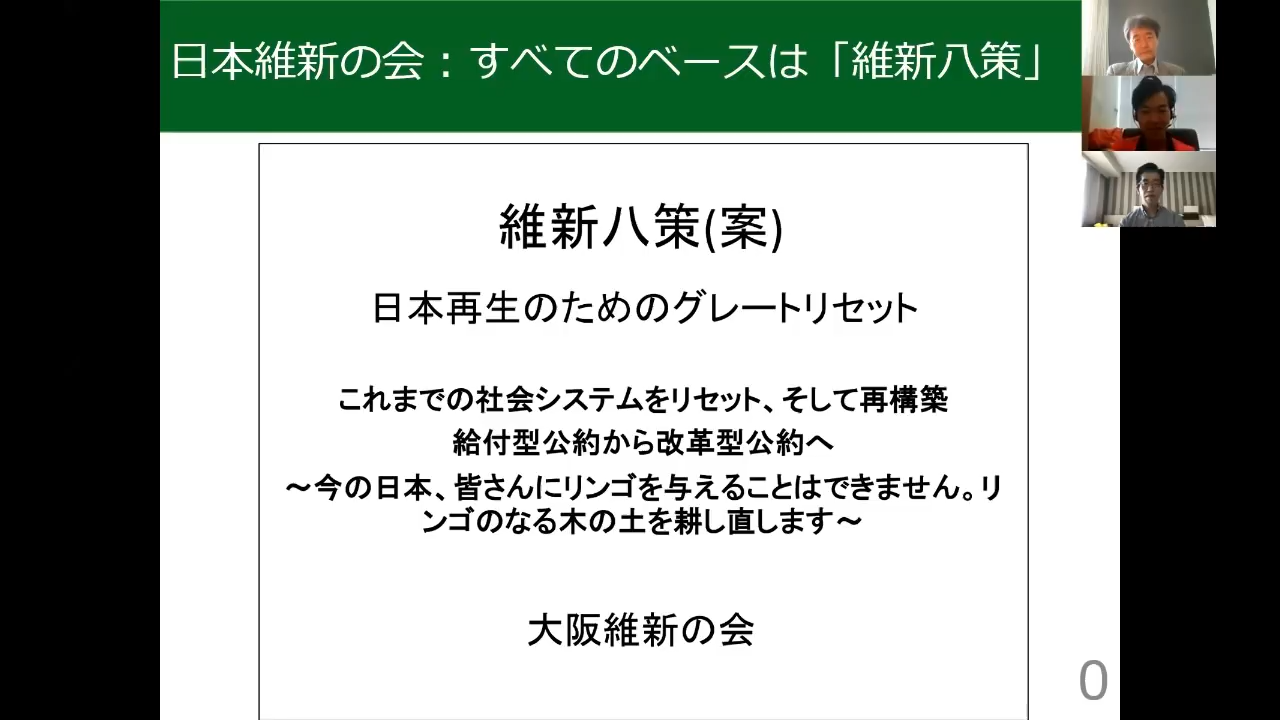 日本維新の会：すべてのベースは「維新八策」
維新八策(案)
日本再生のためのグレートリセット
これまでの社会システムをリセット、そして再構築
給付型公約から改革型公約へ
～今の日本、皆さんにリンゴを与えることはできません。リ
ンゴのなる木の土を耕し直します～
大阪維新の会
0